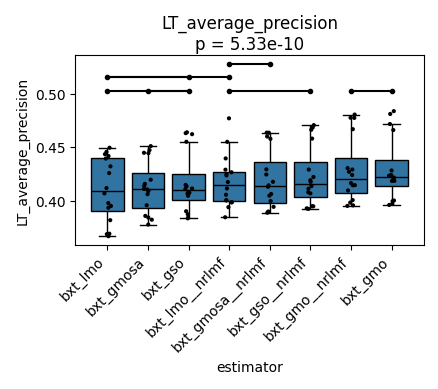 LT_average_precision
p = 5.33e-10
LT_average_precision
0.50
0.45
0.40
bxt_lmo
bxt_gmosa
bxt_gso
bxt_lmo__nrlmf
bxt_gmosa__nrlmf
bxt_gso__nrlmf
bxt_gmo__nrlmf
bxt_gmo
estimator